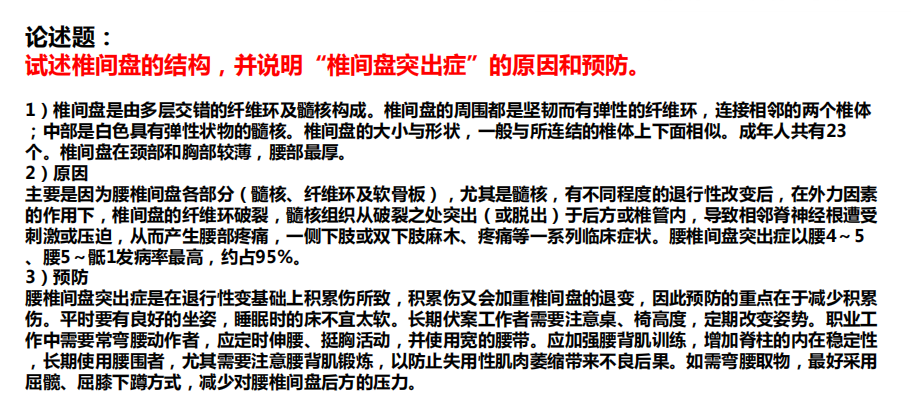 论述题：
试述椎间盘的结构，并说明“椎间盘突出症”的原因和预防。
1）椎间盘是由多层交错的纤维环及髓核构成。椎间盘的周围都是坚韧而有弹性的纤维环，连接相邻的两个椎体
；中部是白色具有弹性状物的髓核。椎间盘的大小与形状，一般与所连结的椎体上下面相似。成年人共有23
个。椎间盘在颈部和胸部较薄，腰部最厚。
2）原因
主要是因为腰椎间盘各部分（髓核、纤维环及软骨板），尤其是髓核，有不同程度的退行性改变后，在外力因素
的作用下，椎间盘的纤维环破裂，髓核组织从破裂之处突出（或脱出）于后方或椎管内，导致相邻脊神经根遭受
刺激或压迫，从而产生腰部疼痛，一侧下肢或双下肢麻木、疼痛等一系列临床症状。腰椎间盘突出症以腰4～5
、腰5～骶1发病率最高，约占95%。
3）预防
腰椎间盘突出症是在退行性变基础上积累伤所致，积累伤又会加重椎间盘的退变，因此预防的重点在于减少积累
伤。平时要有良好的坐姿，睡眠时的床不宜太软。长期伏案工作者需要注意桌、椅高度，定期改变姿势。职业工
作中需要常弯腰动作者，应定时伸腰、挺胸活动，并使用宽的腰带。应加强腰背肌训练，增加脊柱的内在稳定性
，长期使用腰围者，尤其需要注意腰背肌锻炼，以防止失用性肌肉萎缩带来不良后果。如需弯腰取物，最好采用
屈髋、屈膝下蹲方式，减少对腰椎间盘后方的压力。